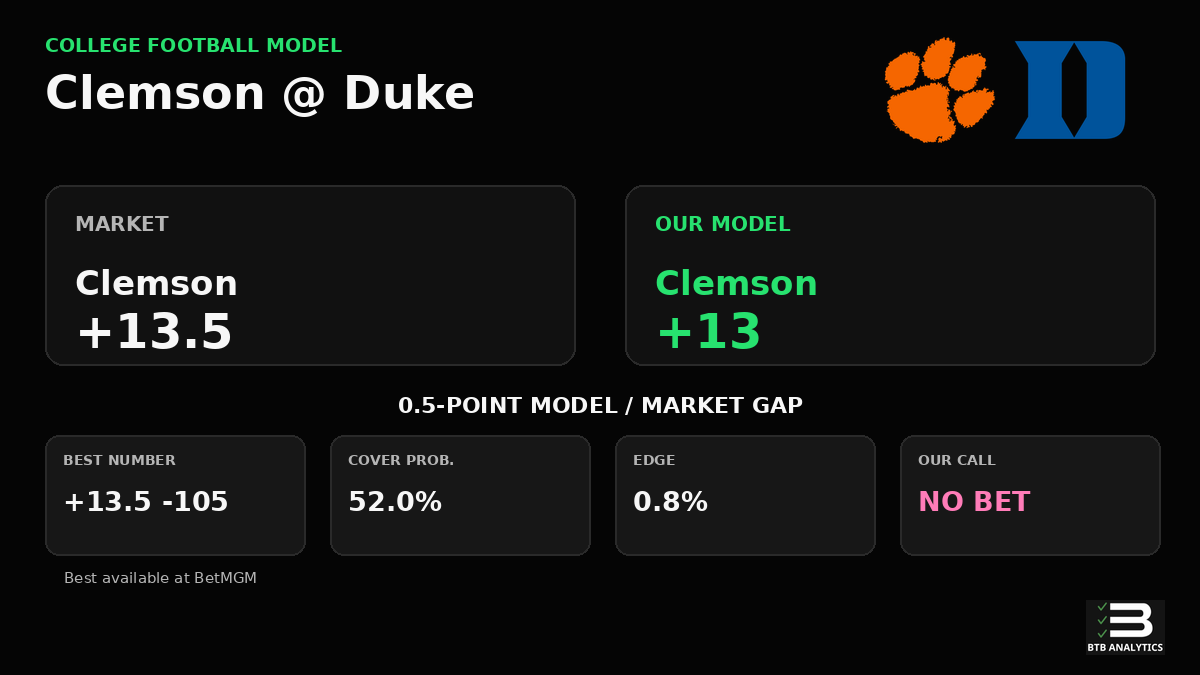 COLLEGE FOOTBALL MODEL
Clemson @ Duke
MARKET
Clemson
+13.5
OUR MODEL
Clemson
+13
0.5-POINT MODEL / MARKET GAP
BEST NUMBER
+13.5 -105
COVER PROB.
52.0%
EDGE
0.8%
OUR CALL
NO BET
Best available at BetMGM
BTB ANALYTICS